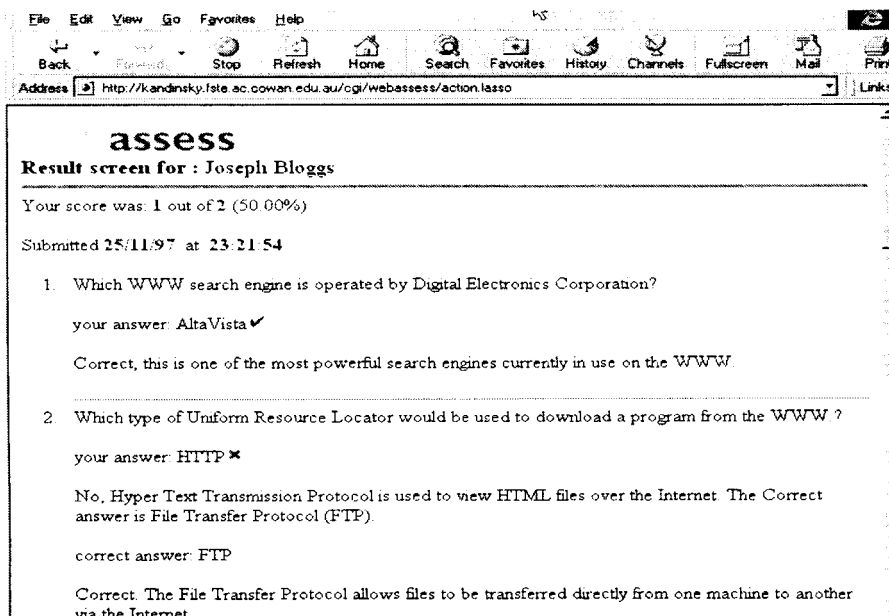 File Edit View Go Favorites Help
Back Forward Stop Refresh Home Search Favorites History Channels Fullscreen Mail Print
Address http://kandinsky.fste.ac.cowan.edu.au/cgi/webassess/action.lasso Links
assess
Result screen for : Joseph Bloggs
Your score was: 1 out of 2 (50.00%)
Submitted 25/11/97 at 23:21:54
1. Which WWW search engine is operated by Digital Electronics Corporation?
your answer: AltaVista ✔
Correct, this is one of the most powerful search engines currently in use on the WWW.
2. Which type of Uniform Resource Locator would be used to download a program from the WWW ?
your answer: HTTP ✖
No, Hyper Text Transmission Protocol is used to view HTML files over the Internet. The Correct
answer is File Transfer Protocol (FTP).
correct answer: FTP
Correct. The File Transfer Protocol allows files to be transferred directly from one machine to another
via the Internet